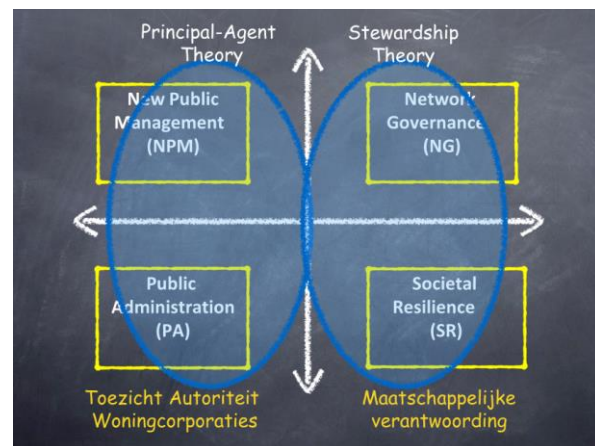 Principal-Agent
Theory
Stewardship
Theory
New Public
Management
(NPM)
Network
Governance
(NG)
Public
Administration
(PA)
Societal
Resilience
(SR)
Toezicht Autoriteit
Woningcorporaties
Maatschappelijke
verantwoording